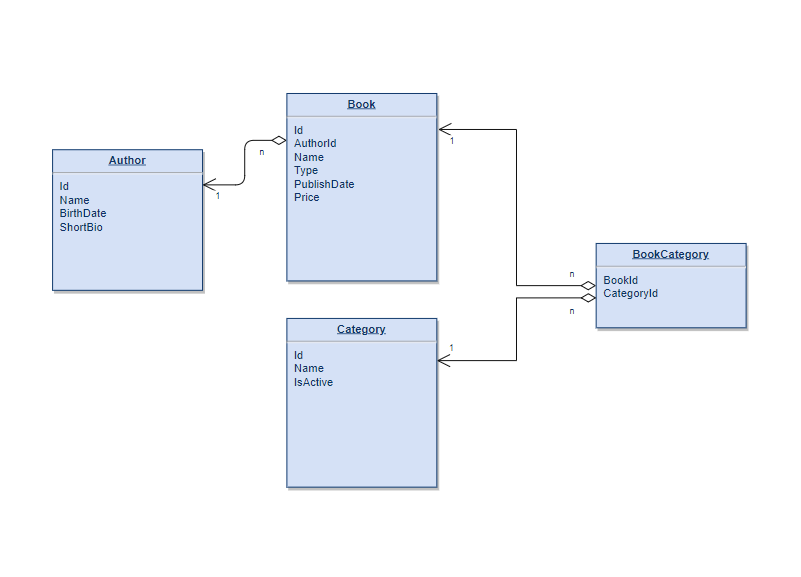 Book
Id
AuthorId
Name
Type
PublishDate
Price
n
1
Author
Id
Name
BirthDate
ShortBio
1
BookCategory
BookId
CategoryId
n
n
Category
Id
Name
IsActive
1